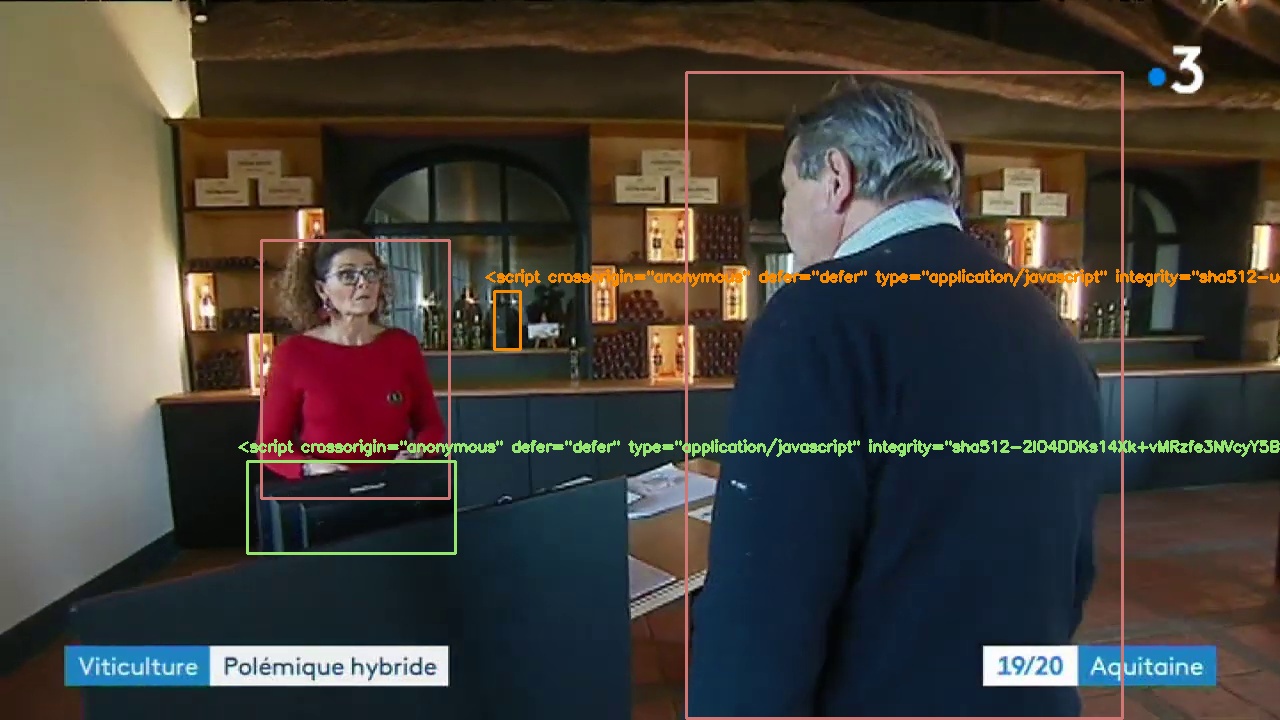 3
<script crossorigin="anonymous" defer="defer" type="application/javascript" integrity="sha512-u
<script crossorigin="anonymous" defer="defer" type="application/javascript" integrity="sha512-2IO4DDKs14Xk+vMRzfe3NVcyY5B
Viticulture Polémique hybride
19/20 Aquitaine